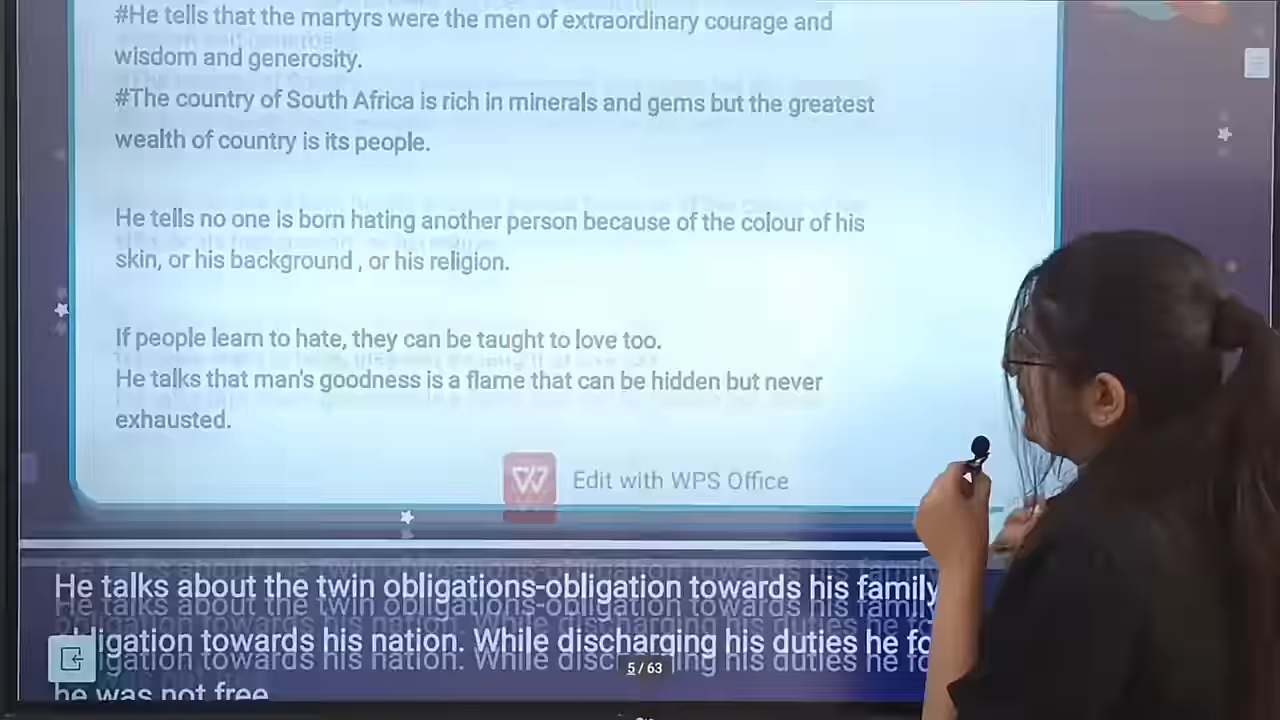 #He tells that the martyrs were the men of extraordinary courage and
wisdom and generosity.
#The country of South Africa is rich in minerals and gems but the greatest
wealth of country is its people.
He tells no one is born hating another person because of the colour of his
skin, or his background , or his religion.
If people learn to hate, they can be taught to love too.
He talks that man's goodness is a flame that can be hidden but never
exhausted.
Edit with WPS Office
He talks about the twin obligations-obligation towards his family
towards his nation. While discharging his duties he
5/63
he was not free